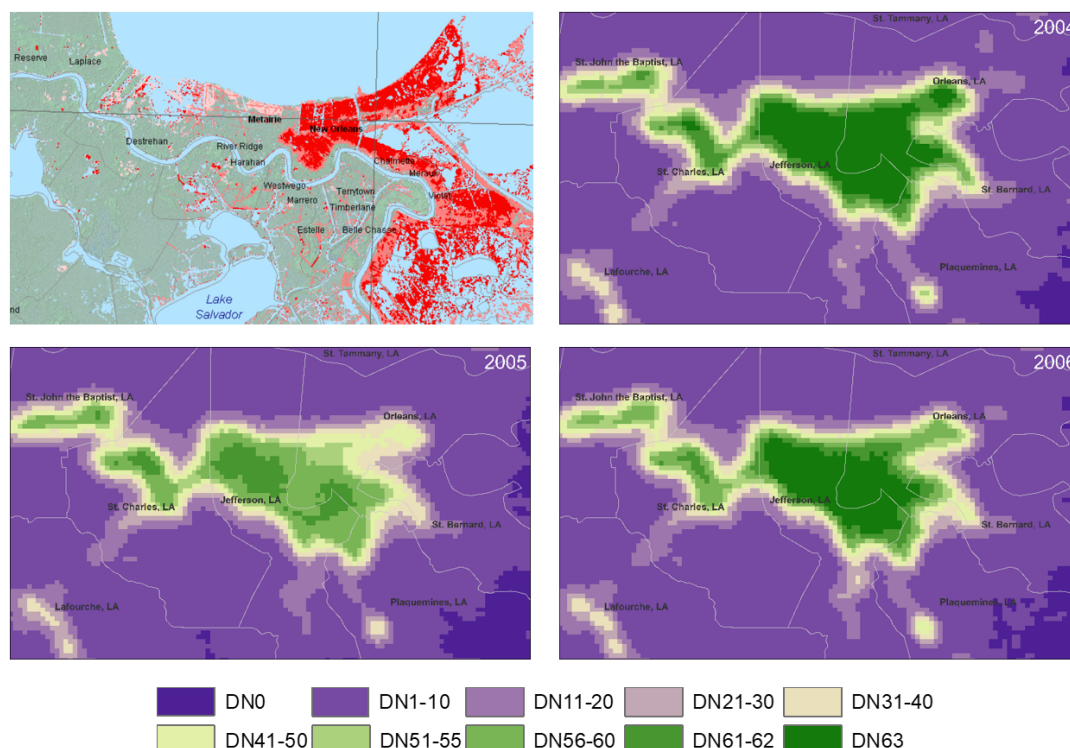 Reserve
Laplace
Destrehan
Metairie
New Orleans
River Ridge
Harahan
Chalmette
Meraux
Westwego
Terrytown
Violet
Marrero
Timberlane
Estelle
Belle Chasse
Lake
Salvador
nd
St. Tammany, LA
2004
St. John the Baptist, LA
Orleans, LA
Jefferson, LA
St. Charles, LA
St. Bernard, LA
Lafourche, LA
Plaquemines, LA
St. Tammany, LA
2005
St. John the Baptist, LA
Orleans, LA
Jefferson, LA
St. Charles, LA
St. Bernard, LA
Lafourche, LA
Plaquemines, LA
St. Tammany, LA
2006
St. John the Baptist, LA
Orleans, LA
Jefferson, LA
St. Charles, LA
St. Bernard, LA
Lafourche, LA
Plaquemines, LA
DN0 DN1-10 DN11-20 DN21-30 DN31-40
DN41-50 DN51-55 DN56-60 DN61-62 DN63